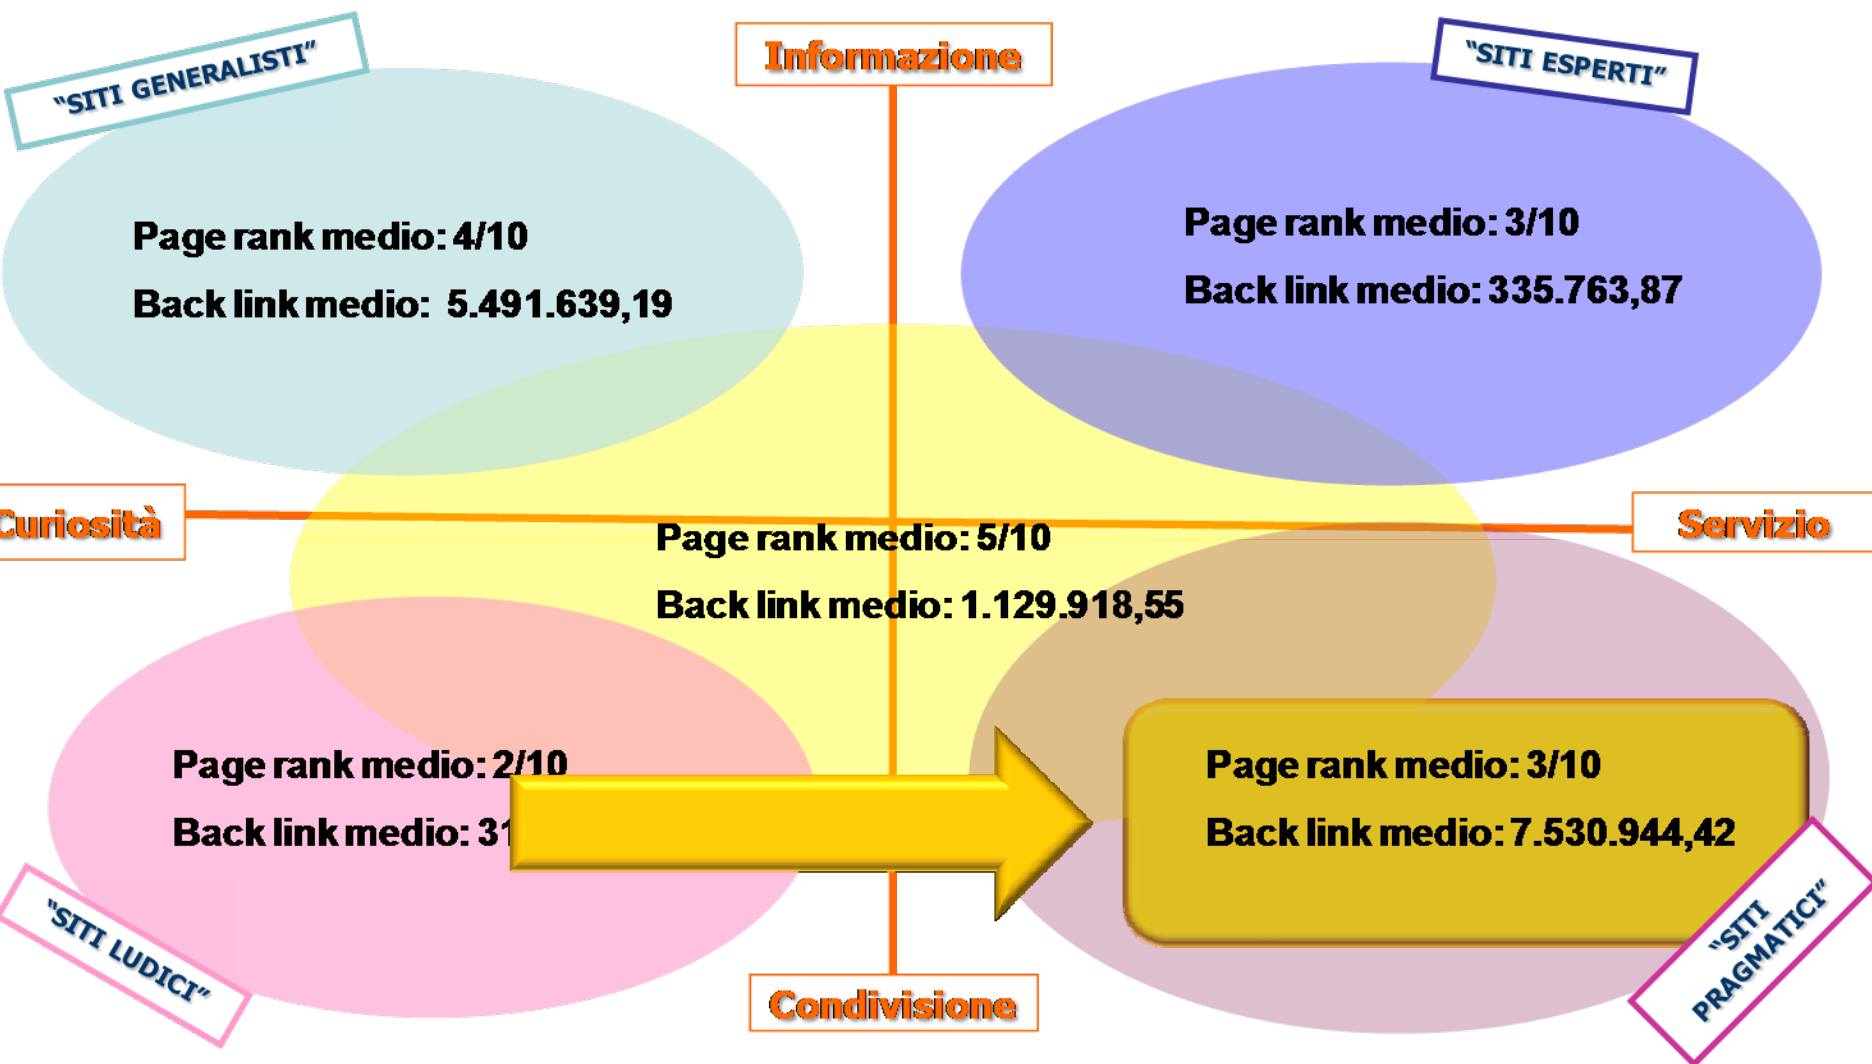 "SITI GENERALISTI"
Informazione
"SITI ESPERTI"
Page rank medio: 4/10
Back link medio: 5.491.639,19
Page rank medio: 3/10
Back link medio: 335.763,87
Curiosità
Servizio
Page rank medio: 5/10
Back link medio: 1.129.918,55
Page rank medio: 2/10
Back link medio: 31
Page rank medio: 3/10
Back link medio: 7.530.944,42
"SITI LUDICI"
Condivisione
"SITI
PRAGMATICI"